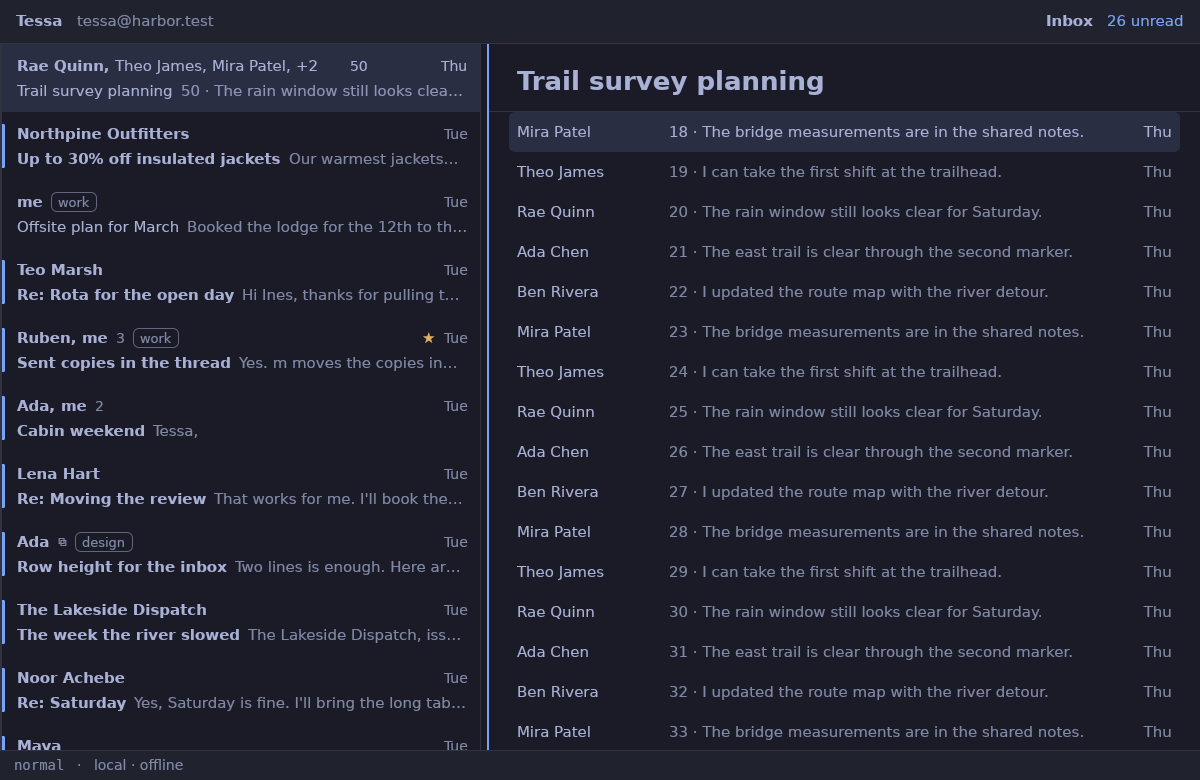 Tessa tessa@harbor.test Inbox 26 unread
Rae Quinn, Theo James, Mira Patel, +2 50 Thu
Trail survey planning 50 · The rain window still looks clea…
Northpine Outfitters Tue
Up to 30% off insulated jackets Our warmest jackets…
me work Tue
Offsite plan for March Booked the lodge for the 12th to th…
Teo Marsh Tue
Re: Rota for the open day Hi Ines, thanks for pulling t…
Ruben, me 3 work ★ Tue
Sent copies in the thread Yes. m moves the copies in…
Ada, me 2 Tue
Cabin weekend Tessa,
Lena Hart Tue
Re: Moving the review That works for me. I'll book the…
Ada design Tue
Row height for the inbox Two lines is enough. Here ar…
The Lakeside Dispatch Tue
The week the river slowed The Lakeside Dispatch, iss…
Noor Achebe Tue
Re: Saturday Yes, Saturday is fine. I'll bring the long tab…
Maya Tue
Trail survey planning
Mira Patel 18 · The bridge measurements are in the shared notes. Thu
Theo James 19 · I can take the first shift at the trailhead. Thu
Rae Quinn 20 · The rain window still looks clear for Saturday. Thu
Ada Chen 21 · The east trail is clear through the second marker. Thu
Ben Rivera 22 · I updated the route map with the river detour. Thu
Mira Patel 23 · The bridge measurements are in the shared notes. Thu
Theo James 24 · I can take the first shift at the trailhead. Thu
Rae Quinn 25 · The rain window still looks clear for Saturday. Thu
Ada Chen 26 · The east trail is clear through the second marker. Thu
Ben Rivera 27 · I updated the route map with the river detour. Thu
Mira Patel 28 · The bridge measurements are in the shared notes. Thu
Theo James 29 · I can take the first shift at the trailhead. Thu
Rae Quinn 30 · The rain window still looks clear for Saturday. Thu
Ada Chen 31 · The east trail is clear through the second marker. Thu
Ben Rivera 32 · I updated the route map with the river detour. Thu
Mira Patel 33 · The bridge measurements are in the shared notes. Thu
normal · local · offline